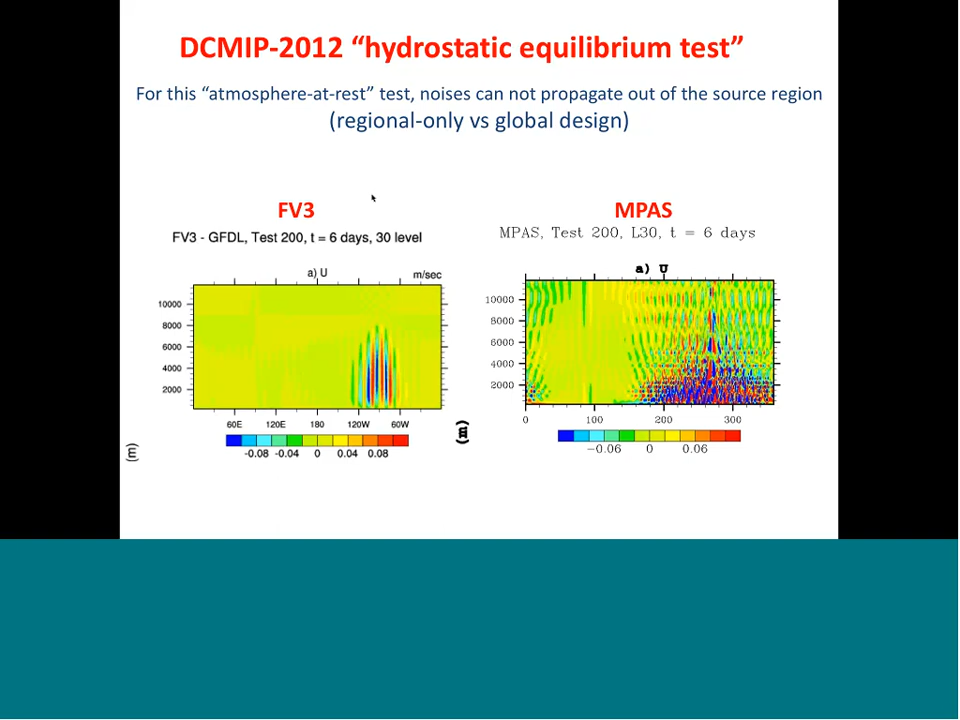 DCMIP-2012 “hydrostatic equilibrium test”
For this “atmosphere-at-rest” test, noises can not propagate out of the source region
(regional-only vs global design)
FV3
FV3 - GFDL, Test 200, t = 6 days, 30 level
a) U
m/sec
10000
8000
6000
4000
2000
60E 120E 180 120W 60W
-0.08 -0.04 0 0.04 0.08
(m)
MPAS
MPAS, Test 200, L30, t = 6 days
a) U
10000
8000
6000
4000
2000
0 100 200 300
−0.06 0 0.06
(m)